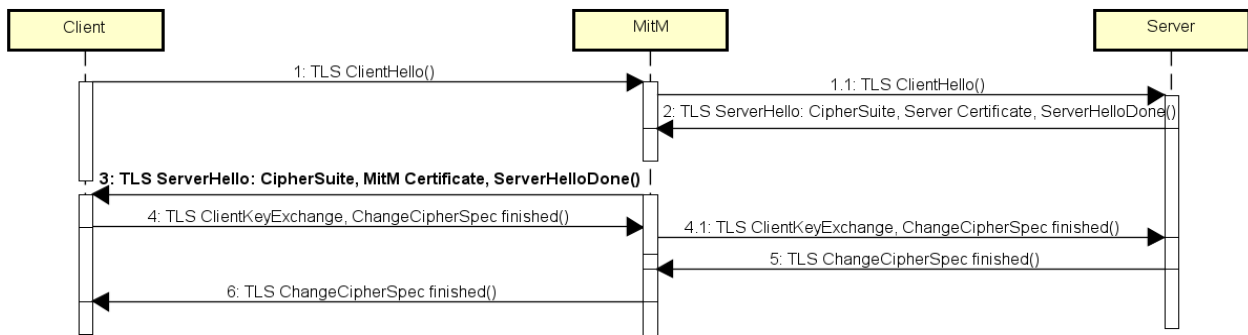 Client
MitM
Server
1: TLS ClientHello()
1.1: TLS ClientHello()
2: TLS ServerHello: CipherSuite, Server Certificate, ServerHelloDone()
3: TLS ServerHello: CipherSuite, MitM Certificate, ServerHelloDone()
4: TLS ClientKeyExchange, ChangeCipherSpec finished()
4.1: TLS ClientKeyExchange, ChangeCipherSpec finished()
5: TLS ChangeCipherSpec finished()
6: TLS ChangeCipherSpec finished()